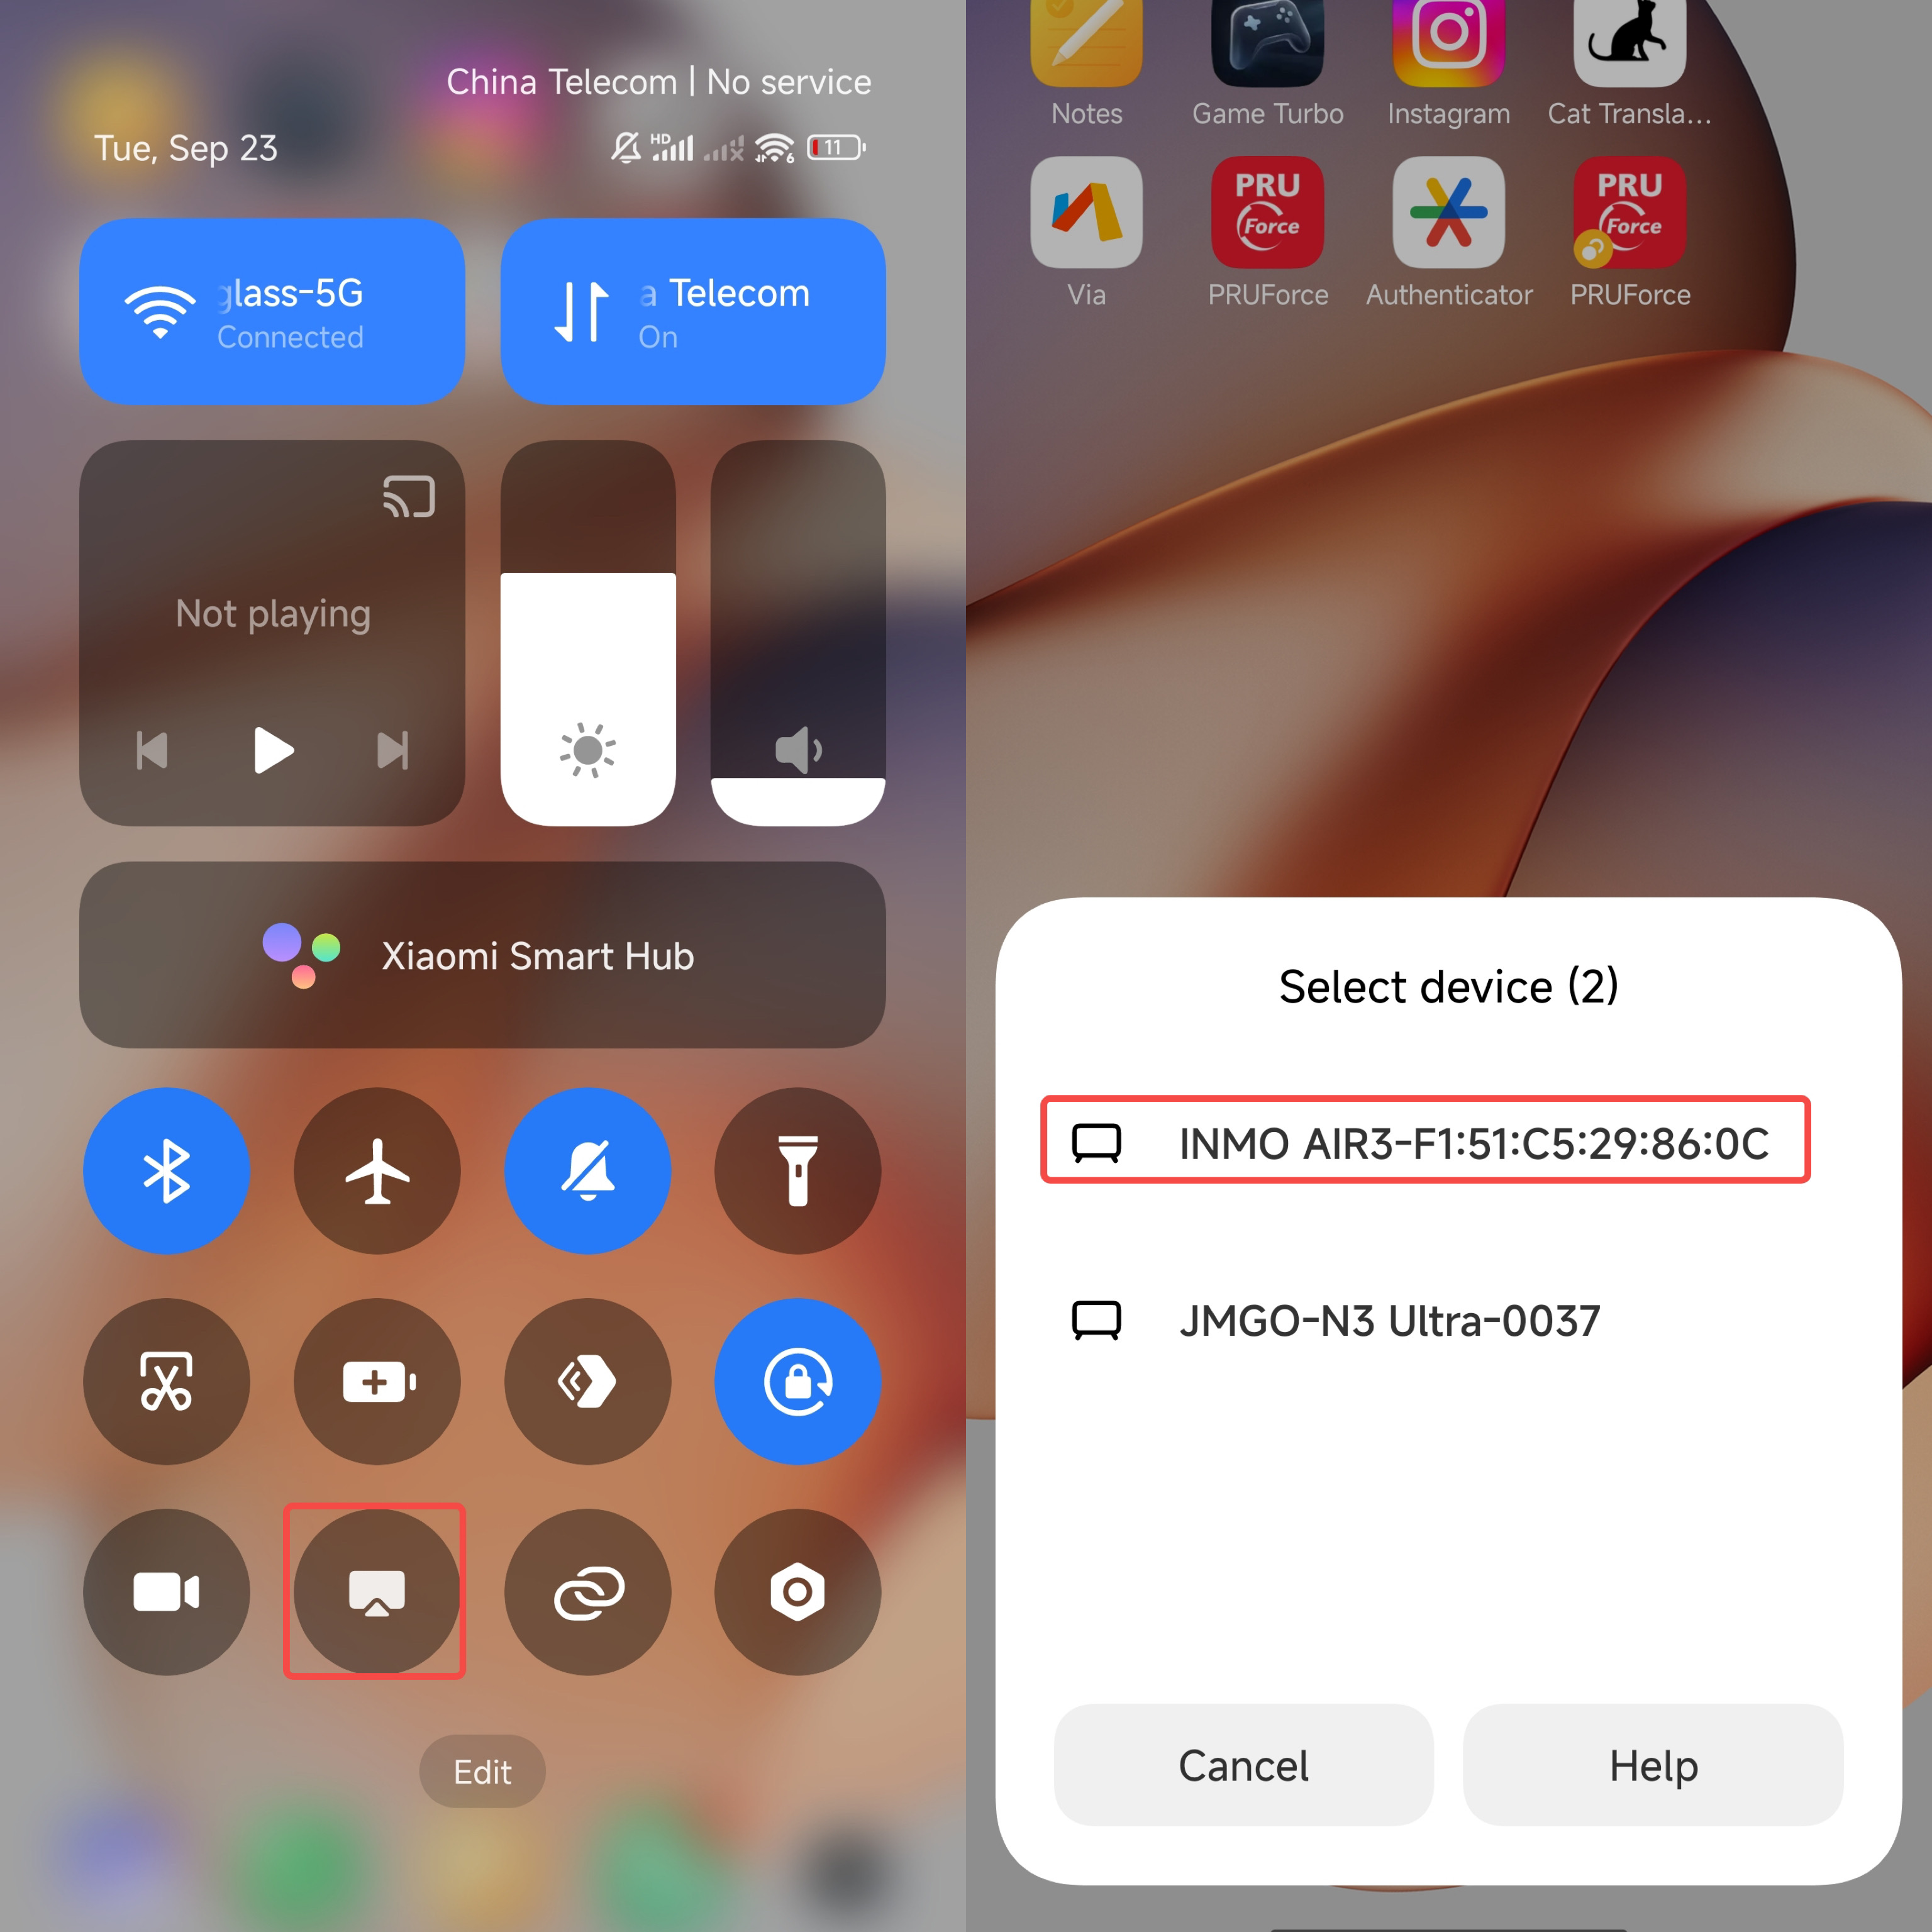 China Telecom | No service
Tue, Sep 23
HD
6
11
glass-5G
Connected
a Telecom
On
Not playing
Xiaomi Smart Hub
Edit
Notes
Game Turbo
Instagram
Cat Transla...
PRU
Force
PRU
Force
Via
PRUForce
Authenticator
PRUForce
Select device (2)
INMO AIR3-F1:51:C5:29:86:0C
JMGO-N3 Ultra-0037
Cancel
Help